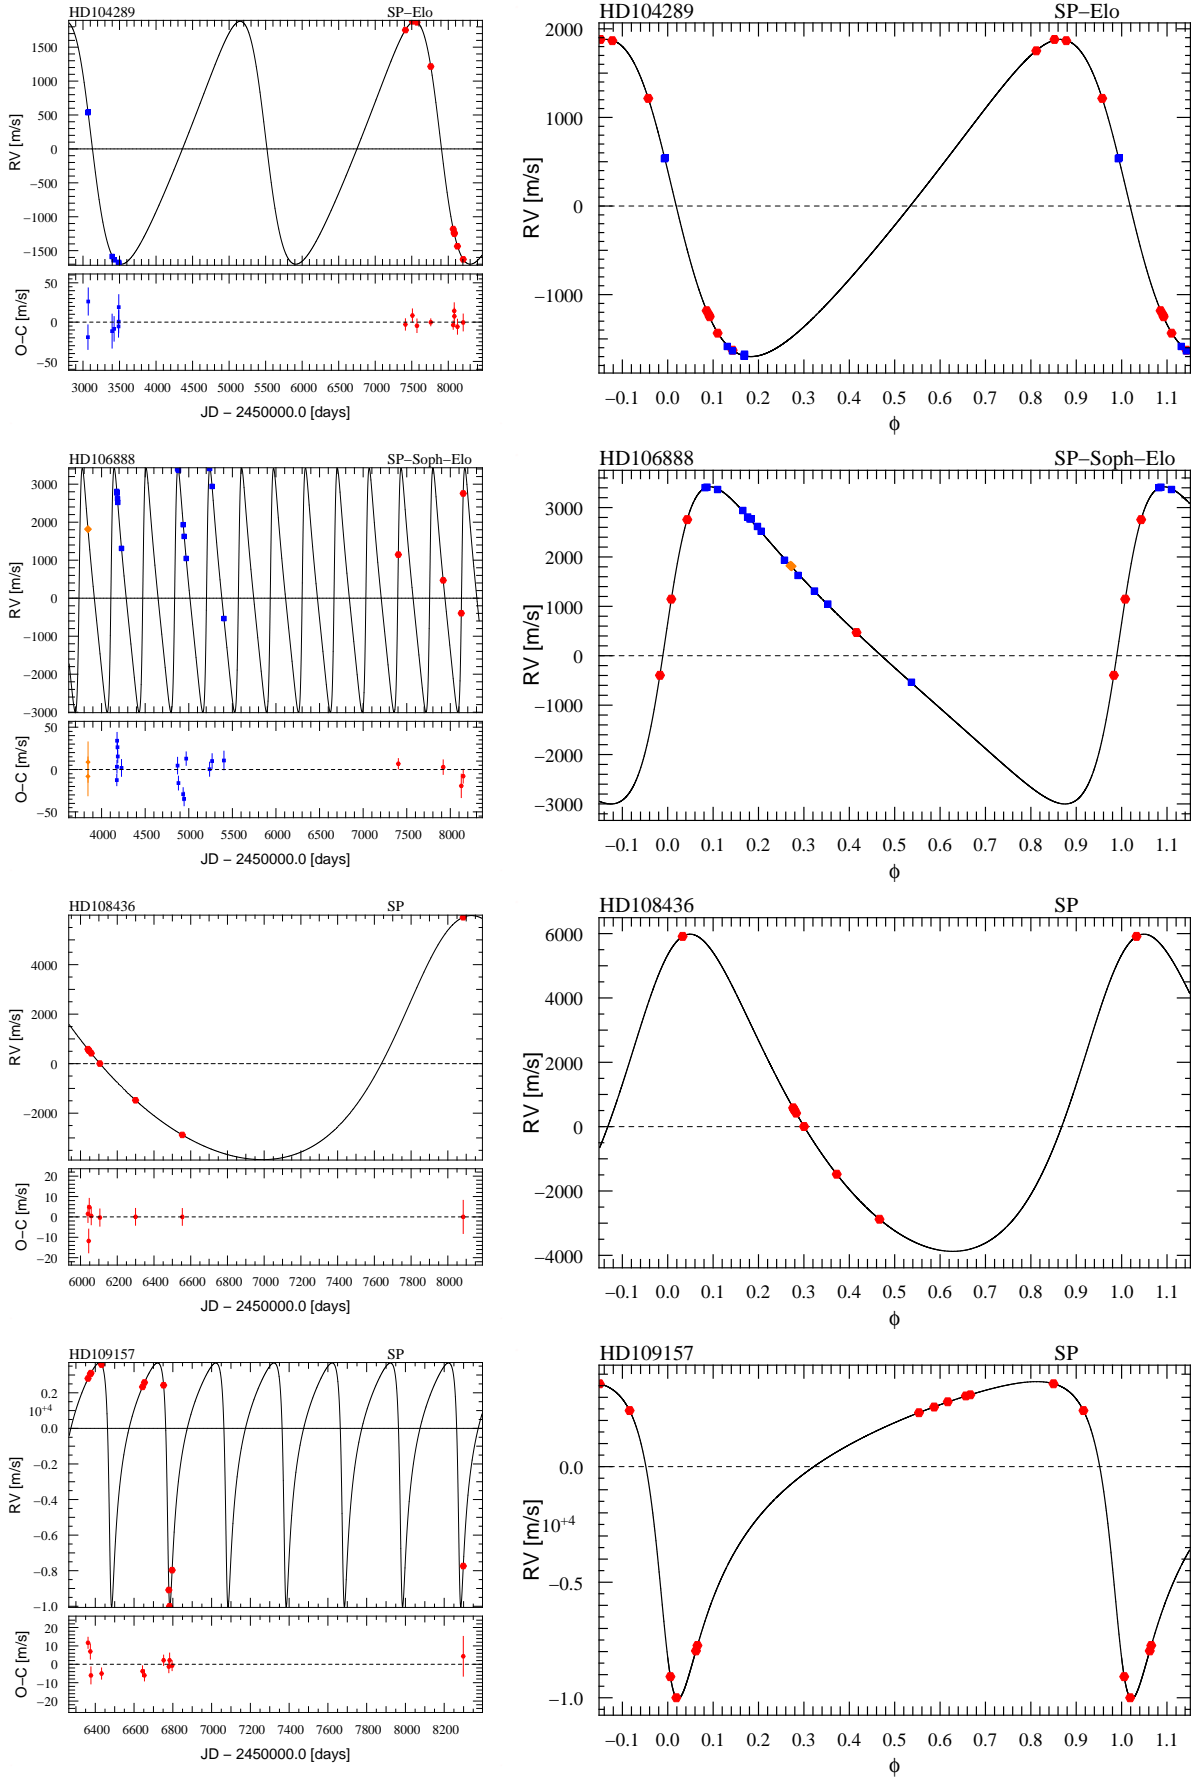 HD104289 SP−Elo
RV [m/s]
1500
1000
500
0
−500
−1000
−1500
O−C [m/s]
50
0
−50
3000 3500 4000 4500 5000 5500 6000 6500 7000 7500 8000
JD − 2450000.0 [days]
HD104289 SP−Elo
RV [m/s]
2000
1000
0
−1000
−0.1 0.0 0.1 0.2 0.3 0.4 0.5 0.6 0.7 0.8 0.9 1.0 1.1
ϕ
HD106888 SP−Soph−Elo
RV [m/s]
3000
2000
1000
0
−1000
−2000
−3000
O−C [m/s]
50
0
−50
4000 4500 5000 5500 6000 6500 7000 7500 8000
JD − 2450000.0 [days]
HD106888 SP−Soph−Elo
RV [m/s]
3000
2000
1000
0
−1000
−2000
−3000
−0.1 0.0 0.1 0.2 0.3 0.4 0.5 0.6 0.7 0.8 0.9 1.0 1.1
ϕ
HD108436 SP
RV [m/s]
4000
2000
0
−2000
O−C [m/s]
20
10
0
−10
−20
6000 6200 6400 6600 6800 7000 7200 7400 7600 7800 8000
JD − 2450000.0 [days]
HD108436 SP
RV [m/s]
6000
4000
2000
0
−2000
−4000
−0.1 0.0 0.1 0.2 0.3 0.4 0.5 0.6 0.7 0.8 0.9 1.0 1.1
ϕ
HD109157 SP
RV [m/s]
0.2
10⁺⁴
0.0
−0.2
−0.4
−0.6
−0.8
−1.0
O−C [m/s]
20
10
0
−10
−20
6400 6600 6800 7000 7200 7400 7600 7800 8000 8200
JD − 2450000.0 [days]
HD109157 SP
RV [m/s]
0.0
10⁺⁴
−0.5
−1.0
−0.1 0.0 0.1 0.2 0.3 0.4 0.5 0.6 0.7 0.8 0.9 1.0 1.1
ϕ